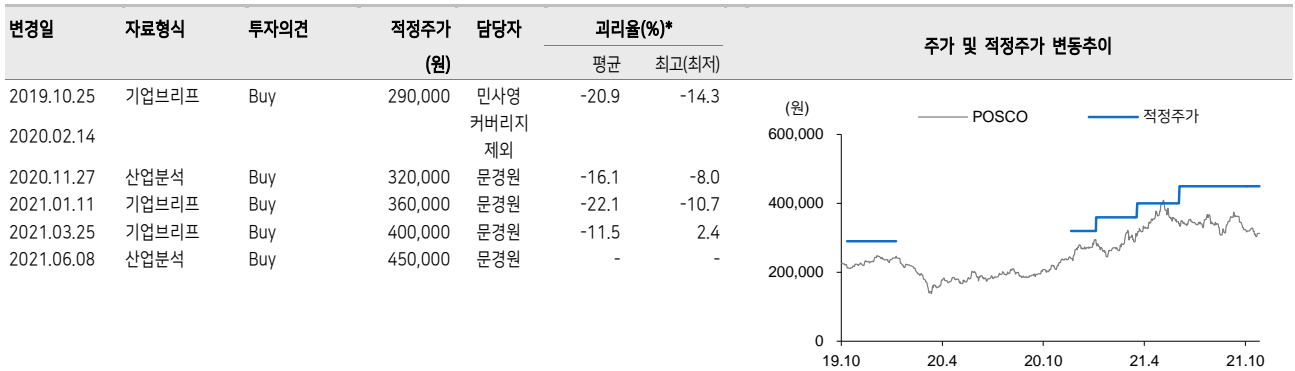 변경일 자료형식 투자의견 적정주가 담당자 괴리율(%)*
(원) 평균 최고(최저)
2019.10.25 기업브리프 Buy 290,000 민사영 -20.9 -14.3
2020.02.14 커버리지
제외
2020.11.27 산업분석 Buy 320,000 문경원 -16.1 -8.0
2021.01.11 기업브리프 Buy 360,000 문경원 -22.1 -10.7
2021.03.25 기업브리프 Buy 400,000 문경원 -11.5 2.4
2021.06.08 산업분석 Buy 450,000 문경원 - -
주가 및 적정주가 변동추이
(원)
POSCO 적정주가
600,000
400,000
200,000
0
19.10 20.4 20.10 21.4 21.10